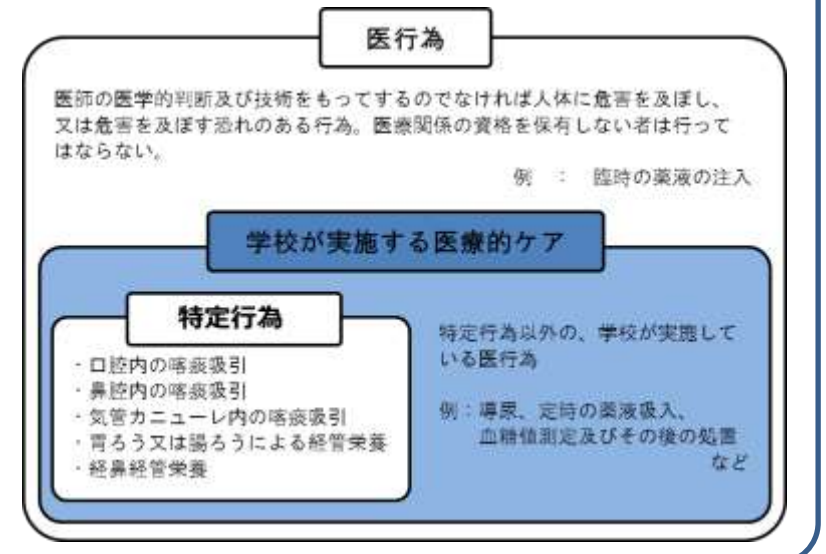 医行為
医師の医学的判断及び技術をもってするのでなければ人体に危害を及ぼし、
又は危害を及ぼす恐れのある行為。医療関係の資格を保有しない者は行って
はならない。
例 ： 臨時の薬液の注入
学校が実施する医療的ケア
特定行為
・口腔内の喀痰吸引
・鼻腔内の喀痰吸引
・気管カニューレ内の喀痰吸引
・胃ろう又は腸ろうによる経管栄養
・経鼻経管栄養
特定行為以外の、学校が実施して
いる医行為
例：導尿、定時の薬液吸入、
血糖値測定及びその後の処置
など